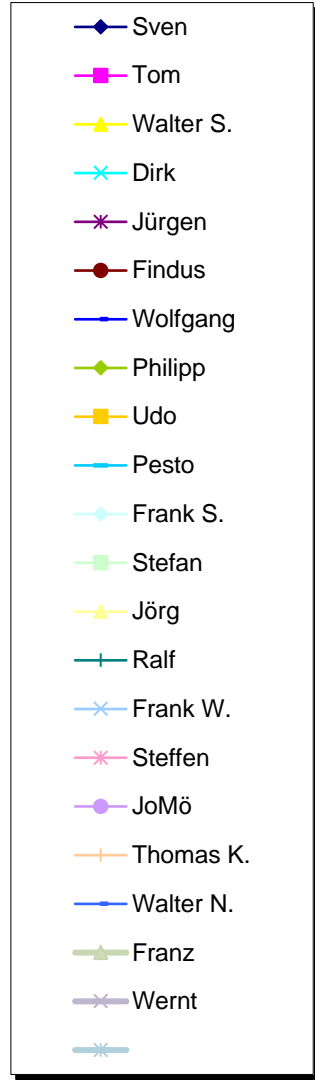 Sven
Tom
Walter S.
Dirk
Jürgen
Findus
Wolfgang
Philipp
Udo
Pesto
Frank S.
Stefan
Jörg
Ralf
Frank W.
Steffen
JoMö
Thomas K.
Walter N.
Franz
Wernt